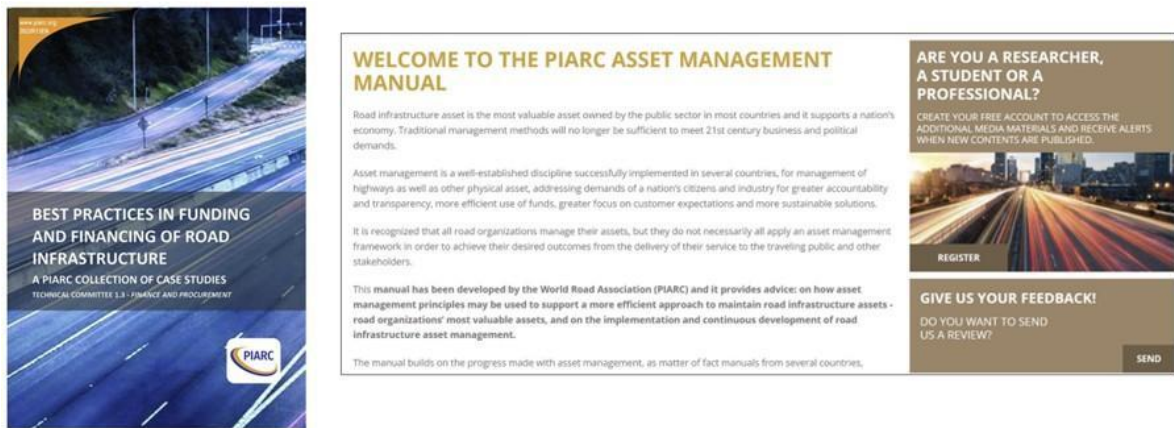 www.piarc.org
BEST PRACTICES IN FUNDING
AND FINANCING OF ROAD
INFRASTRUCTURE
A PIARC COLLECTION OF CASE STUDIES
TECHNICAL COMMITTEE 1.3 - FINANCE AND PROCUREMENT
PIARC
WELCOME TO THE PIARC ASSET MANAGEMENT
MANUAL
Road infrastructure asset is the most valuable asset owned by the public sector in most countries and it supports a nation's
economy. Traditional management methods will no longer be sufficient to meet 21st century business and political
demands.
Asset management is a well-established discipline successfully implemented in several countries, for management of
highways as well as other physical asset, addressing demands of a nation's citizens and industry for greater accountability
and transparency, more efficient use of funds, greater focus on customer expectations and more sustainable solutions.
It is recognized that all road organizations manage their assets, but they do not necessarily all apply an asset management
framework in order to achieve their desired outcomes from the delivery of their service to the traveling public and other
stakeholders.
This manual has been developed by the World Road Association (PIARC) and it provides advice: on how asset
management principles may be used to support a more efficient approach to maintain road infrastructure assets -
road organizations' most valuable assets, and on the implementation and continuous development of road
infrastructure asset management.
The manual builds on the progress made with asset management, as matter of fact manuals from several countries,
ARE YOU A RESEARCHER,
A STUDENT OR A
PROFESSIONAL?
CREATE YOUR FREE ACCOUNT TO ACCESS THE
ADDITIONAL MEDIA MATERIALS AND RECEIVE ALERTS
WHEN NEW CONTENTS ARE PUBLISHED.
REGISTER
GIVE US YOUR FEEDBACK!
DO YOU WANT TO SEND
US A REVIEW?
SEND